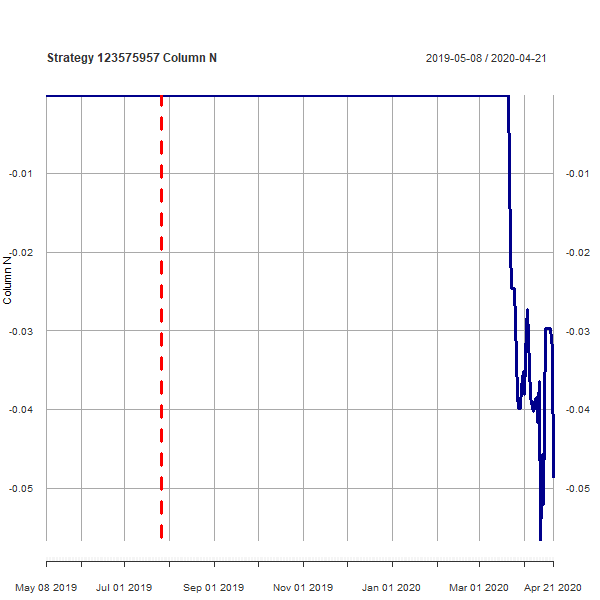 Strategy 123575957 Column N
2019-05-08 / 2020-04-21
Column N
-0.01
-0.02
-0.03
-0.04
-0.05
-0.01
-0.02
-0.03
-0.04
-0.05
May 08 2019
Jul 01 2019
Sep 01 2019
Nov 01 2019
Jan 01 2020
Mar 01 2020
Apr 21 2020